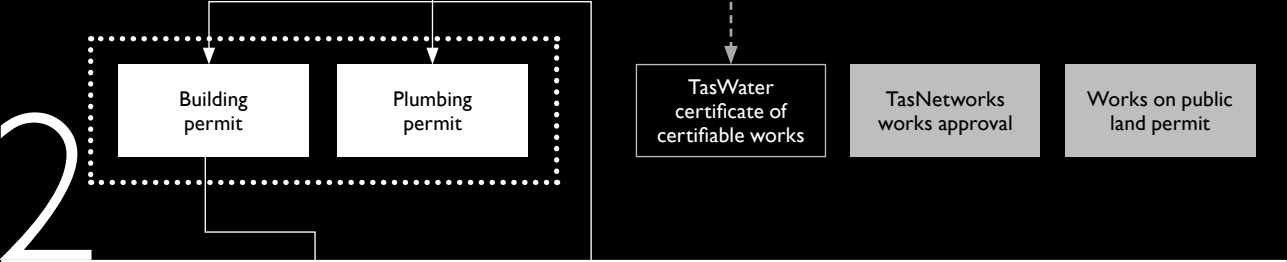 2
Building
permit
Plumbing
permit
TasWater
certificate of
certifiable works
TasNetworks
works approval
Works on public
land permit